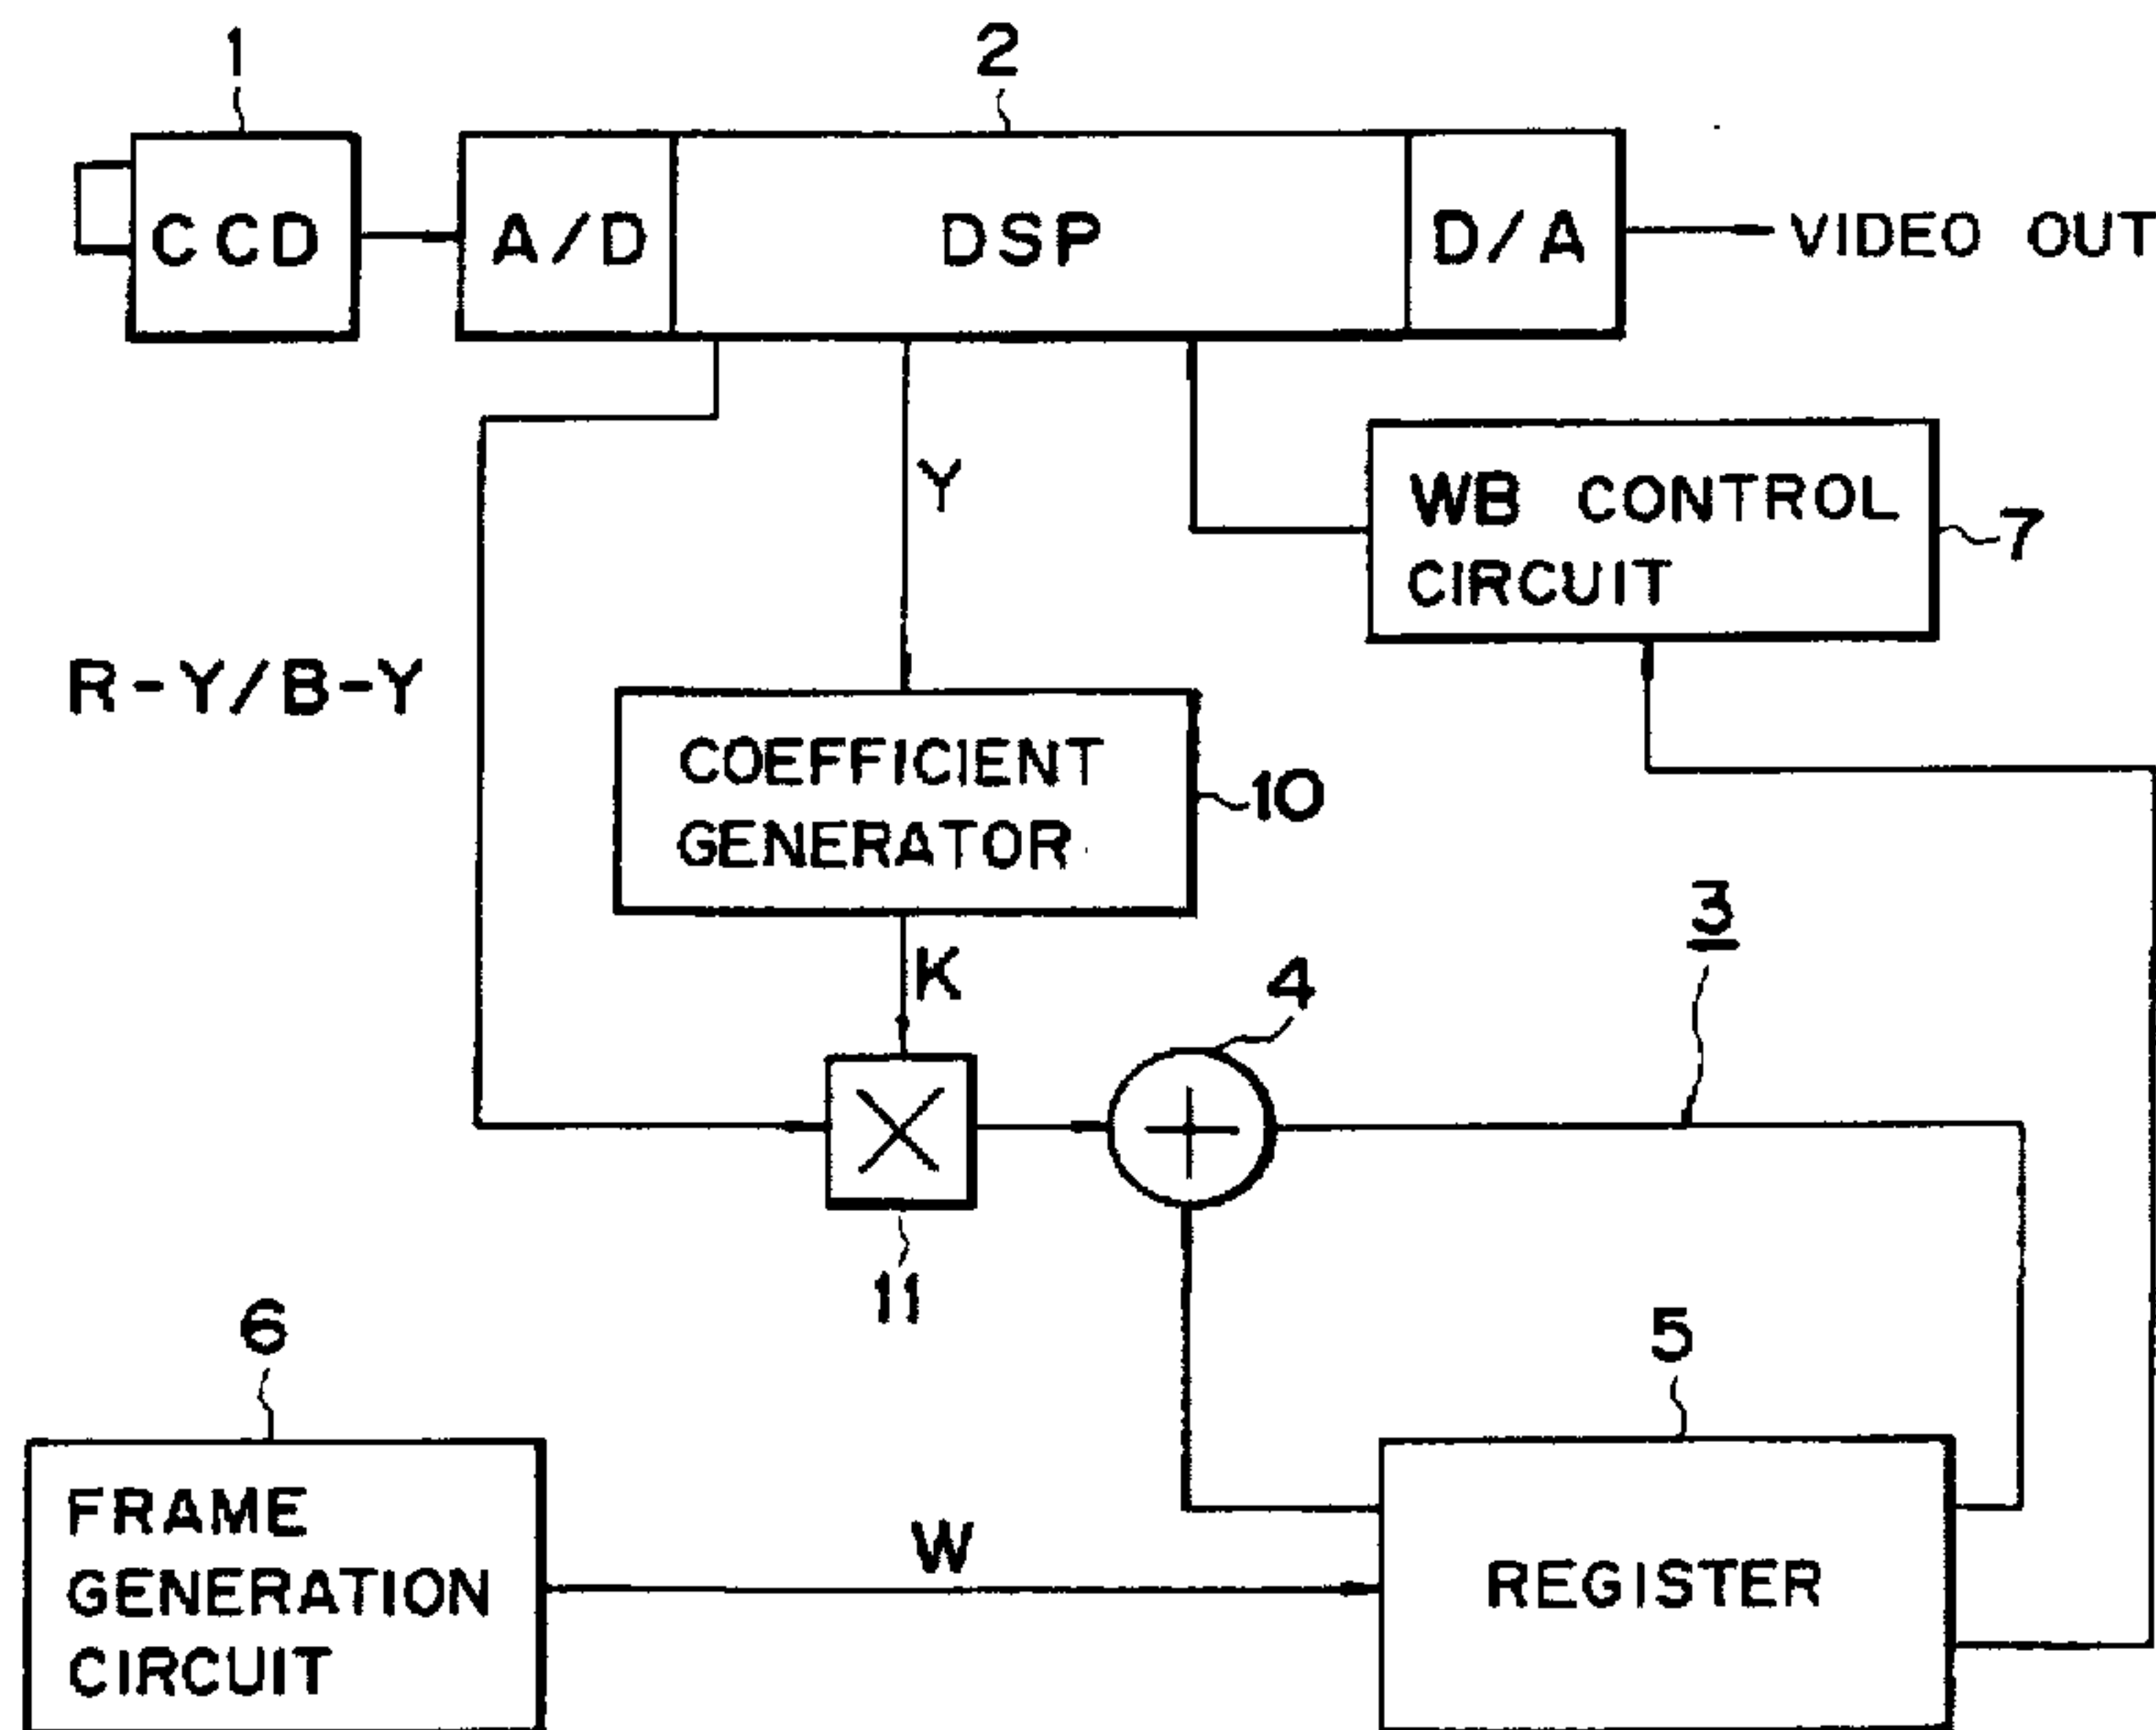 1
2
CCD
A/D
DSP
D/A
VIDEO OUT
Y
WB CONTROL
CIRCUIT
7
R-Y/B-Y
COEFFICIENT
GENERATOR
10
K
3
4
11
6
5
FRAME
GENERATION
CIRCUIT
W
REGISTER